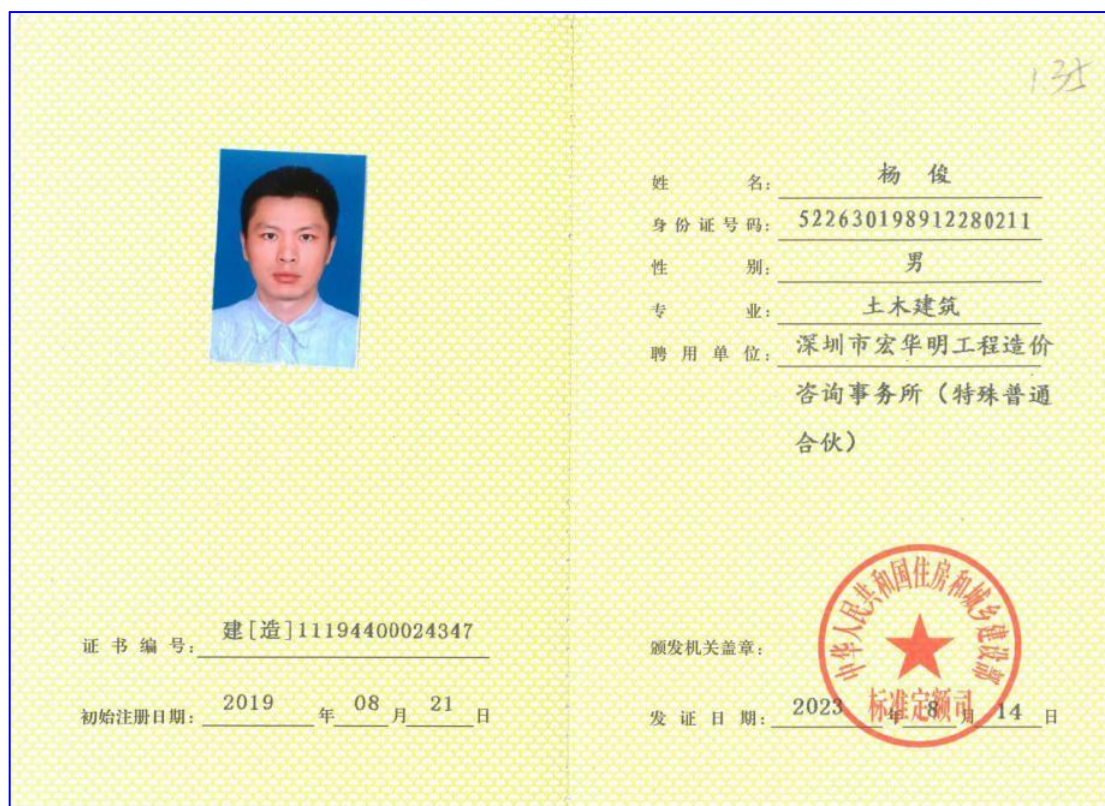 135
姓 名: 杨 俊
身份证号码: 522630198912280211
性 别: 男
专 业: 土木建筑
聘用单位: 深圳市宏华明工程造价
咨询事务所（特殊普通
合伙）
证书编号: 建[造]11194400024347
初始注册日期: 2019 年 08 月 21 日
颁发机关盖章:
中华人民共和国住房和城乡建设部
标准定额司
发证日期: 2023 年 8 月 14 日